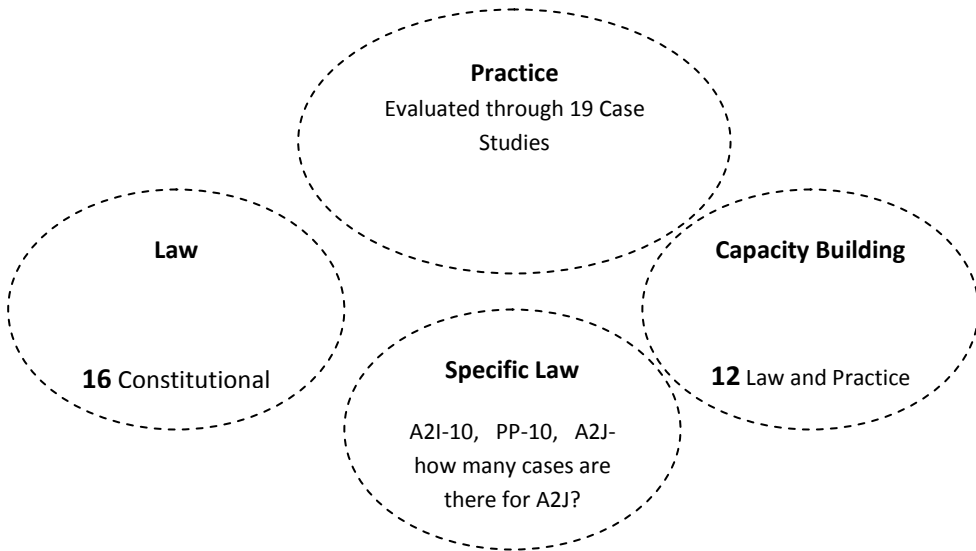 Practice
Evaluated through 19 Case
Studies
Law
16 Constitutional
Capacity Building
12 Law and Practice
Specific Law
A2I-10, PP-10, A2J-
how many cases are
there for A2J?